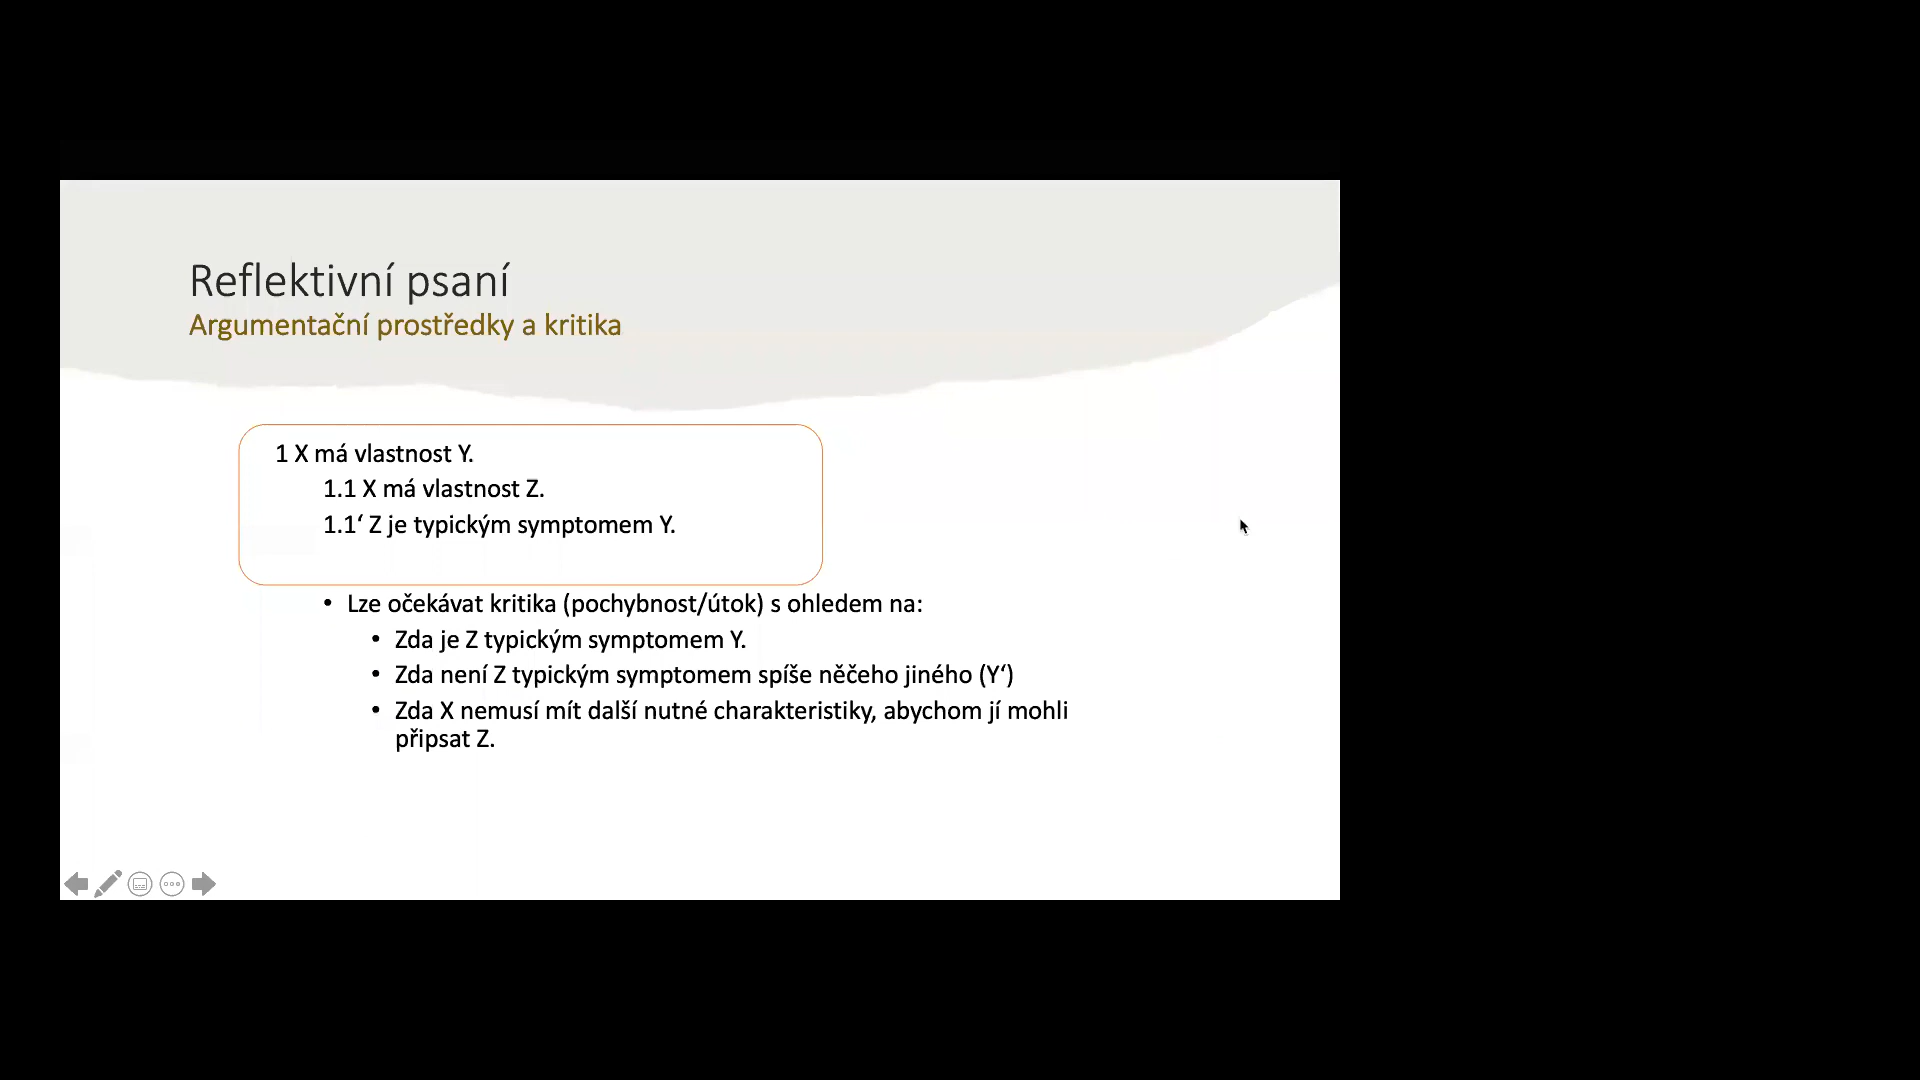 Reflektivní psaní
Argumentační prostředky a kritika
1 X má vlastnost Y.
1.1 X má vlastnost Z.
1.1‘ Z je typickým symptomem Y.
• Lze očekávat kritika (pochybnost/útok) s ohledem na:
• Zda je Z typickým symptomem Y.
• Zda není Z typickým symptomem spíše něčeho jiného (Y‘)
• Zda X nemusí mít další nutné charakteristiky, abychom jí mohli
připsat Z.